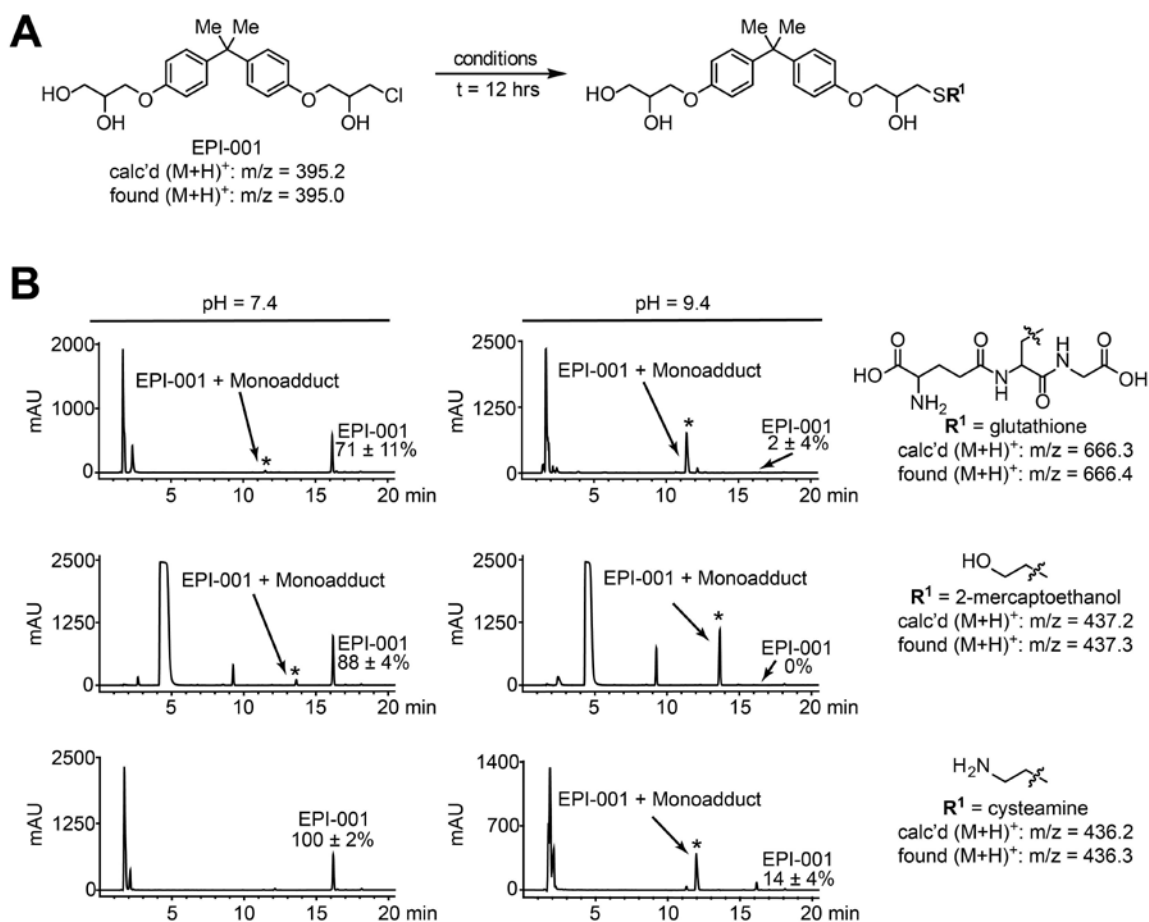 A
Me Me
HO
OH
O
O
OH
Cl
EPI-001
calc'd (M+H)+: m/z = 395.2
found (M+H)+: m/z = 395.0
conditions
t = 12 hrs
Me Me
HO
OH
O
O
OH
SR1
B
pH = 7.4
pH = 9.4
2000
1000
0
mAU
EPI-001 + Monoadduct
*
EPI-001
71 ± 11%
5 10 15 20 min
2500
1250
0
mAU
EPI-001 + Monoadduct
*
EPI-001
2 ± 4%
5 10 15 20 min
O
HO
NH2
O
N
H
O
H
N
O
OH
R1 = glutathione
calc'd (M+H)+: m/z = 666.3
found (M+H)+: m/z = 666.4
2500
1250
0
mAU
EPI-001 + Monoadduct
*
EPI-001
88 ± 4%
5 10 15 20 min
2500
1250
0
mAU
EPI-001 + Monoadduct
*
EPI-001
0%
5 10 15 20 min
HO
R1 = 2-mercaptoethanol
calc'd (M+H)+: m/z = 437.2
found (M+H)+: m/z = 437.3
2500
1250
0
mAU
EPI-001
100 ± 2%
5 10 15 20 min
1400
700
0
mAU
EPI-001 + Monoadduct
*
EPI-001
14 ± 4%
5 10 15 20 min
H2N
R1 = cysteamine
calc'd (M+H)+: m/z = 436.2
found (M+H)+: m/z = 436.3